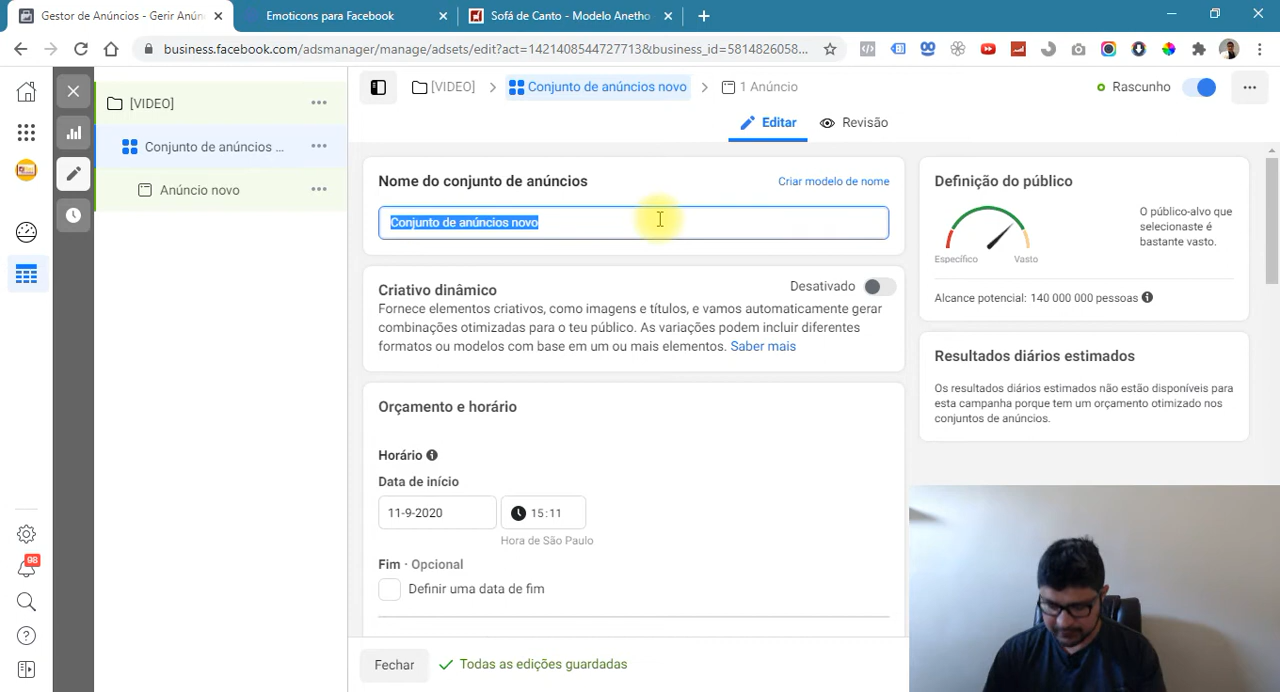 Gestor de Anúncios - Gerir Anún
Emoticons para Facebook
Sofá de Canto - Modelo Anetho
business.facebook.com/adsmanager/manage/adsets/edit?act=1421408544727713&business_id=5814826058...
[VIDEO]
Conjunto de anúncios ...
Anúncio novo
98
[VIDEO]
Conjunto de anúncios novo
1 Anúncio
Rascunho
Editar
Revisão
Nome do conjunto de anúncios
Criar modelo de nome
Conjunto de anúncios novo
Criativo dinâmico
Desativado
Fornece elementos criativos, como imagens e títulos, e vamos automaticamente gerar
combinações otimizadas para o teu público. As variações podem incluir diferentes
formatos ou modelos com base em um ou mais elementos. Saber mais
Orçamento e horário
Horário
Data de início
11-9-2020
15:11
Hora de São Paulo
Fim · Opcional
Definir uma data de fim
Fechar
Todas as edições guardadas
Definição do público
O público-alvo que
selecionaste é
bastante vasto.
Específico
Vasto
Alcance potencial: 140 000 000 pessoas
Resultados diários estimados
Os resultados diários estimados não estão disponíveis para
esta campanha porque tem um orçamento otimizado nos
conjuntos de anúncios.